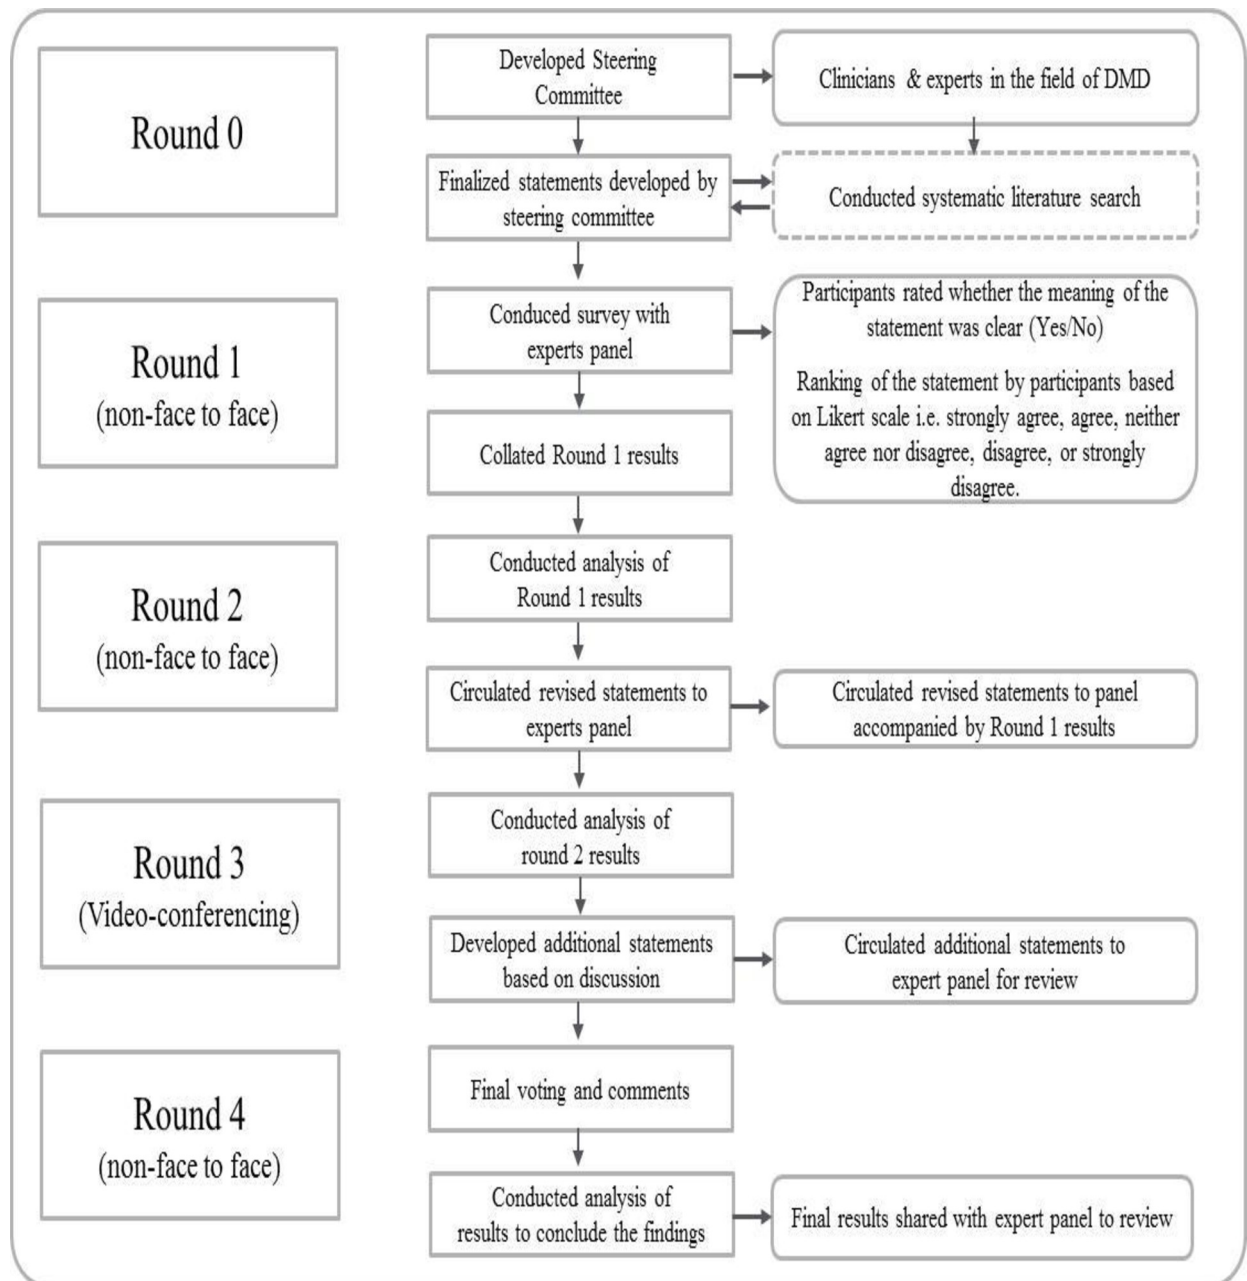 Round 0
Developed Steering
Committee
Clinicians & experts in the field of DMD
Finalized statements developed by
steering committee
Conducted systematic literature search
Round 1
(non-face to face)
Conduced survey with
experts panel
Participants rated whether the meaning of the
statement was clear (Yes/No)
Ranking of the statement by participants based
on Likert scale i.e. strongly agree, agree, neither
agree nor disagree, disagree, or strongly
disagree.
Collated Round 1 results
Round 2
(non-face to face)
Conducted analysis of
Round 1 results
Circulated revised statements to
experts panel
Circulated revised statements to panel
accompanied by Round 1 results
Round 3
(Video-conferencing)
Conducted analysis of
round 2 results
Developed additional statements
based on discussion
Circulated additional statements to
expert panel for review
Round 4
(non-face to face)
Final voting and comments
Conducted analysis of
results to conclude the findings
Final results shared with expert panel to review